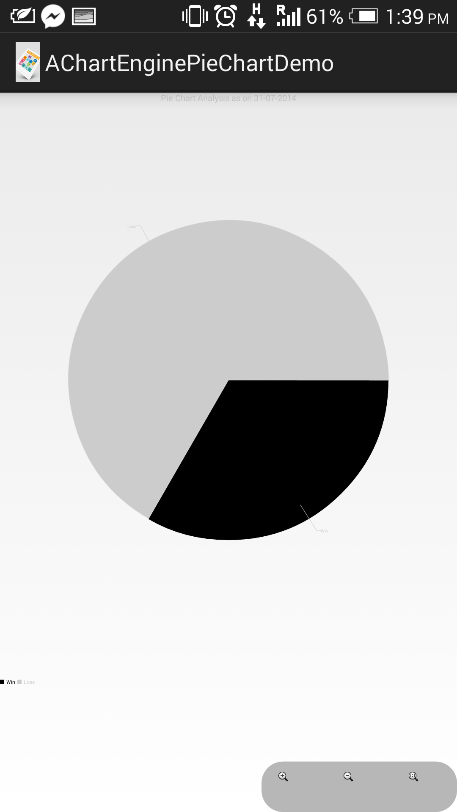 H R 61% 1:39 PM
AChartEnginePieChartDemo
Pie Chart Analysis as on 31-07-2014
Win